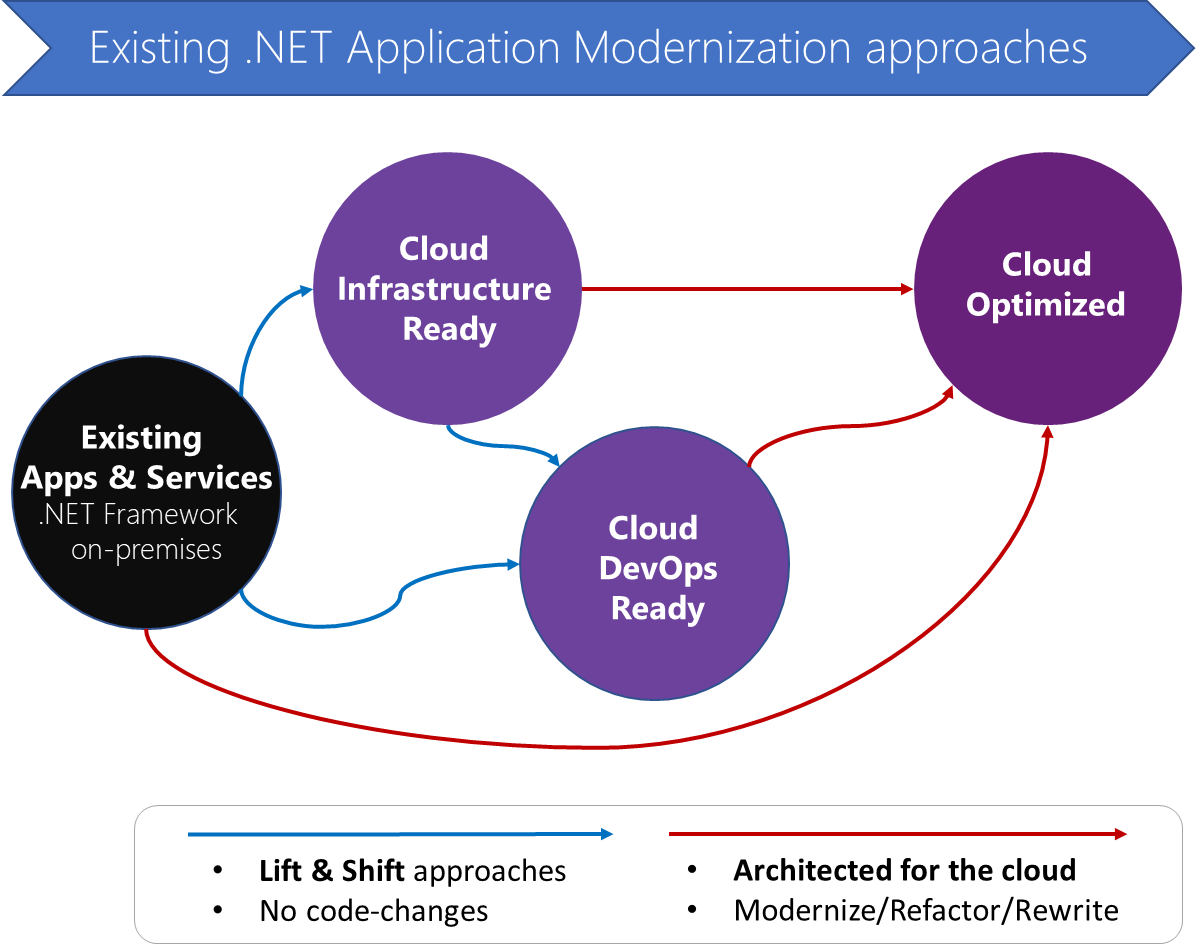 Existing .NET Application Modernization approaches
Cloud
Infrastructure
Ready
Cloud
Optimized
Existing
Apps & Services
.NET Framework
on-premises
Cloud
DevOps
Ready
• Lift & Shift approaches
• No code-changes
• Architected for the cloud
• Modernize/Refactor/Rewrite